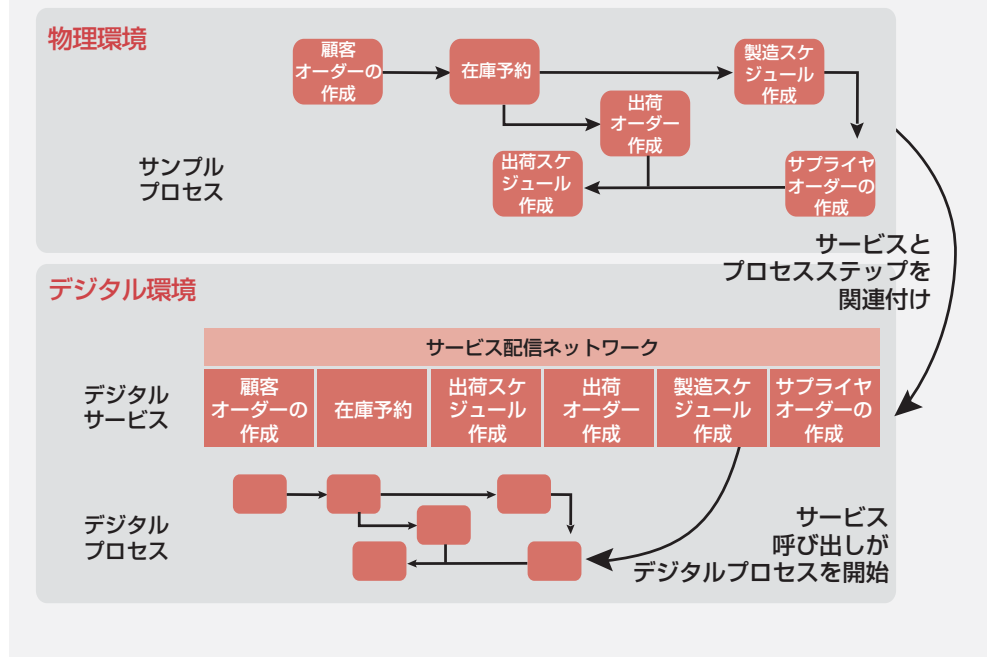 物理環境
顧客
オーダーの
作成
在庫予約
製造スケ
ジュール
作成
出荷
オーダー
作成
サンプル
プロセス
出荷スケ
ジュール
作成
サプライヤ
オーダーの
作成
サービスと
プロセスステップを
関連付け
デジタル環境
サービス配信ネットワーク
デジタル
サービス
顧客
オーダーの
作成
在庫予約
出荷スケ
ジュール
作成
出荷
オーダー
作成
製造スケ
ジュール
作成
サプライヤ
オーダーの
作成
デジタル
プロセス
サービス
呼び出しが
デジタルプロセスを開始